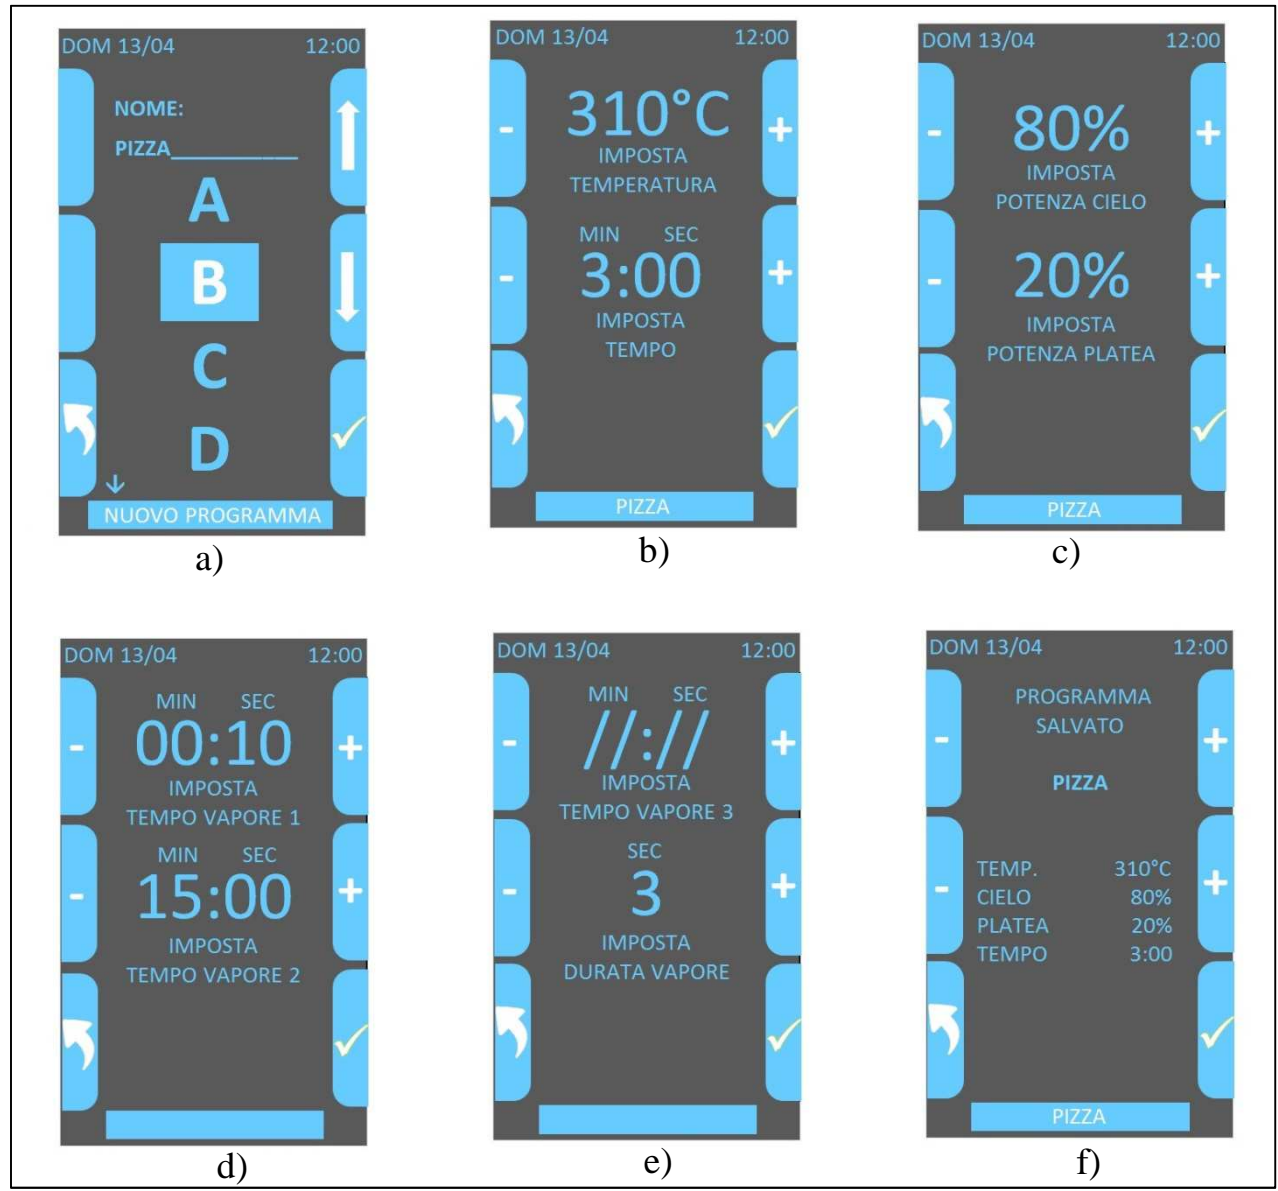 DOM 13/04 12:00
NOME:
PIZZA___________
A
B
C
D
NUOVO PROGRAMMA
a)
DOM 13/04 12:00
- 310°C +
IMPOSTA
TEMPERATURA
MIN SEC
- 3:00 +
IMPOSTA
TEMPO
PIZZA
b)
DOM 13/04 12:00
- 80% +
IMPOSTA
POTENZA CIELO
- 20% +
IMPOSTA
POTENZA PLATEA
PIZZA
c)
DOM 13/04 12:00
MIN SEC
- 00:10 +
IMPOSTA
TEMPO VAPORE 1
MIN SEC
- 15:00 +
IMPOSTA
TEMPO VAPORE 2
d)
DOM 13/04 12:00
MIN SEC
- //:// +
IMPOSTA
TEMPO VAPORE 3
SEC
- 3 +
IMPOSTA
DURATA VAPORE
e)
DOM 13/04 12:00
PROGRAMMA
SALVATO
- +
PIZZA
TEMP. 310°C
- CIELO 80% +
PLATEA 20%
TEMPO 3:00
PIZZA
f)